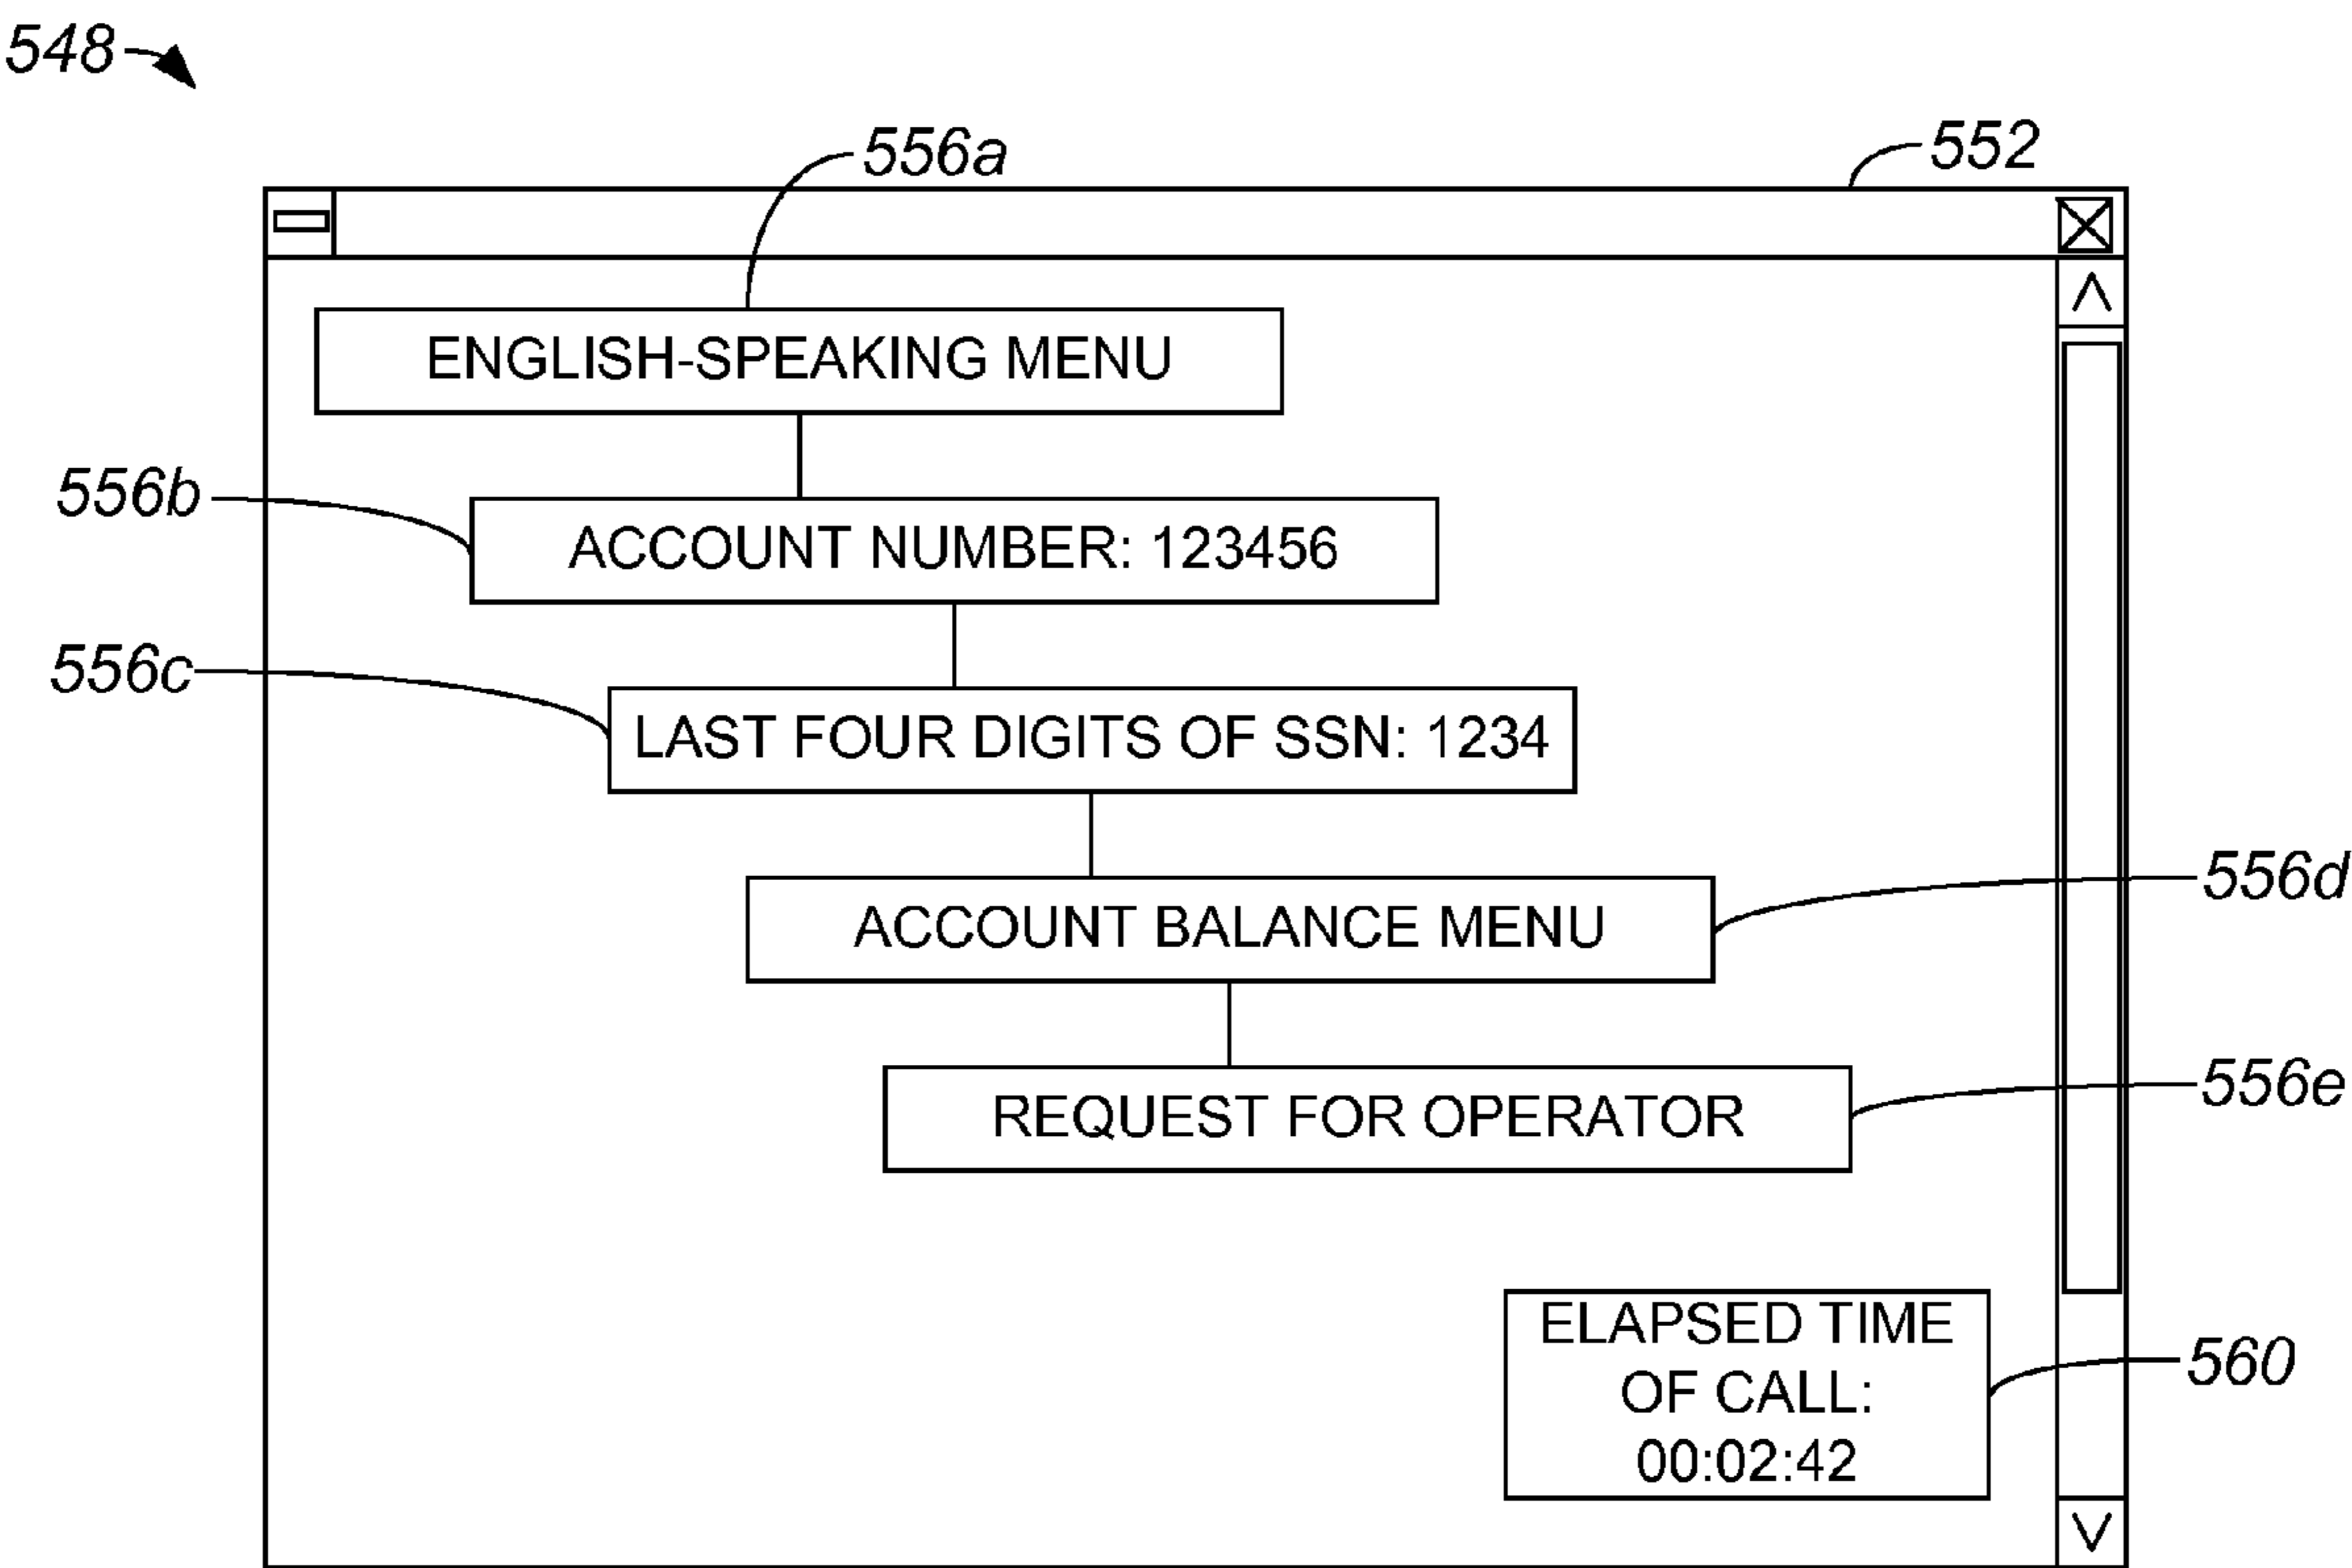 548
556a
552
ENGLISH-SPEAKING MENU
556b
ACCOUNT NUMBER: 123456
556c
LAST FOUR DIGITS OF SSN: 1234
ACCOUNT BALANCE MENU
556d
REQUEST FOR OPERATOR
556e
ELAPSED TIME
OF CALL:
00:02:42
560